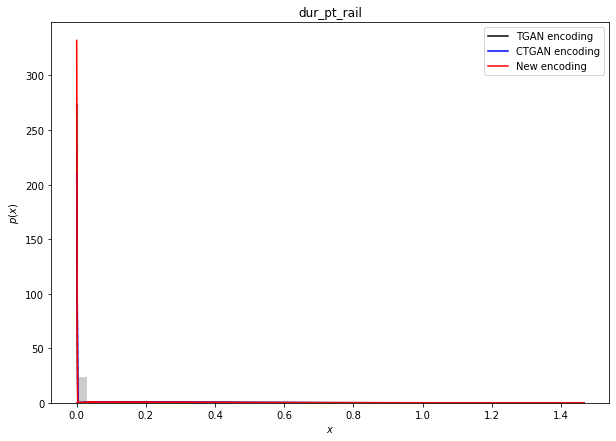 dur_pt_rail
TGAN encoding
CTGAN encoding
New encoding
300
250
200
150
100
50
0
p(x)
0.0 0.2 0.4 0.6 0.8 1.0 1.2 1.4
x